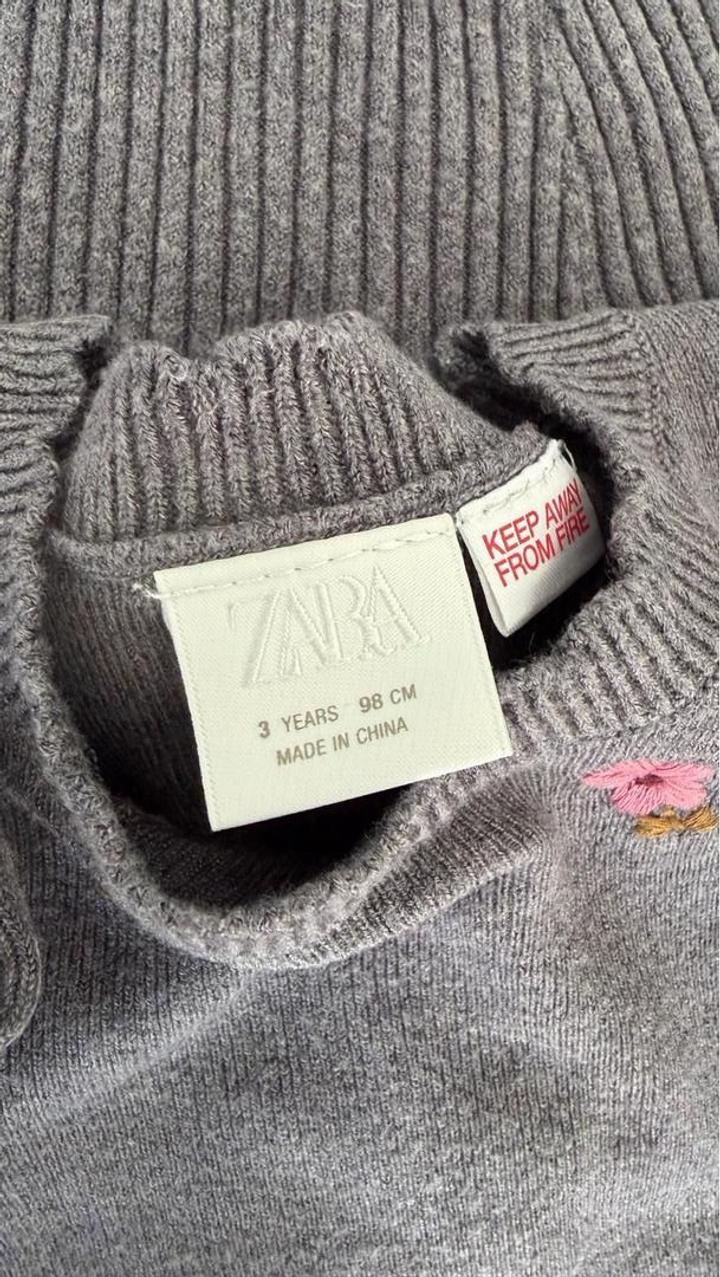 ZARA
3 YEARS 98 CM
MADE IN CHINA
KEEP AWAY
FROM FIRE